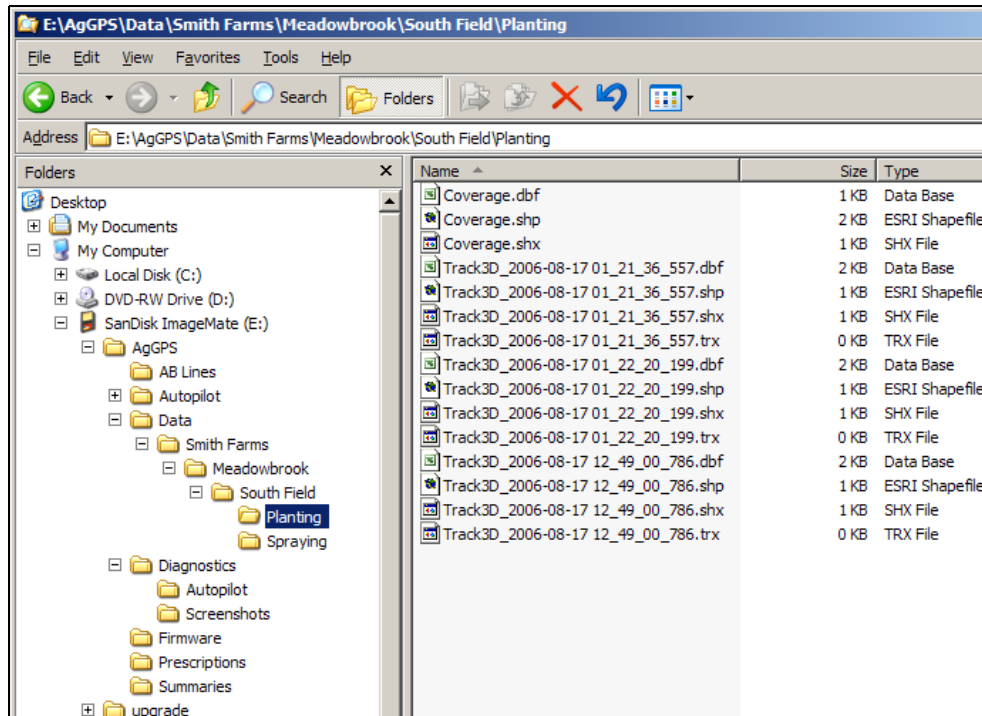 E:\AgGPS\Data\Smith Farms\Meadowbrook\South Field\Planting
File Edit View Favorites Tools Help
Back Search Folders
Address E:\AgGPS\Data\Smith Farms\Meadowbrook\South Field\Planting
Folders
Desktop
My Documents
My Computer
Local Disk (C:)
DVD-RW Drive (D:)
SanDisk ImageMate (E:)
AgGPS
AB Lines
Autopilot
Data
Smith Farms
Meadowbrook
South Field
Planting
Spraying
Diagnostics
Autopilot
Screenshots
Firmware
Prescriptions
Summaries
upgrade
Name Size Type
Coverage.dbf 1 KB Data Base
Coverage.shp 2 KB ESRI Shapefile
Coverage.shx 1 KB SHX File
Track3D_2006-08-17 01_21_36_557.dbf 2 KB Data Base
Track3D_2006-08-17 01_21_36_557.shp 1 KB ESRI Shapefile
Track3D_2006-08-17 01_21_36_557.shx 1 KB SHX File
Track3D_2006-08-17 01_21_36_557.trx 0 KB TRX File
Track3D_2006-08-17 01_22_20_199.dbf 2 KB Data Base
Track3D_2006-08-17 01_22_20_199.shp 1 KB ESRI Shapefile
Track3D_2006-08-17 01_22_20_199.shx 1 KB SHX File
Track3D_2006-08-17 01_22_20_199.trx 0 KB TRX File
Track3D_2006-08-17 12_49_00_786.dbf 2 KB Data Base
Track3D_2006-08-17 12_49_00_786.shp 1 KB ESRI Shapefile
Track3D_2006-08-17 12_49_00_786.shx 1 KB SHX File
Track3D_2006-08-17 12_49_00_786.trx 0 KB TRX File